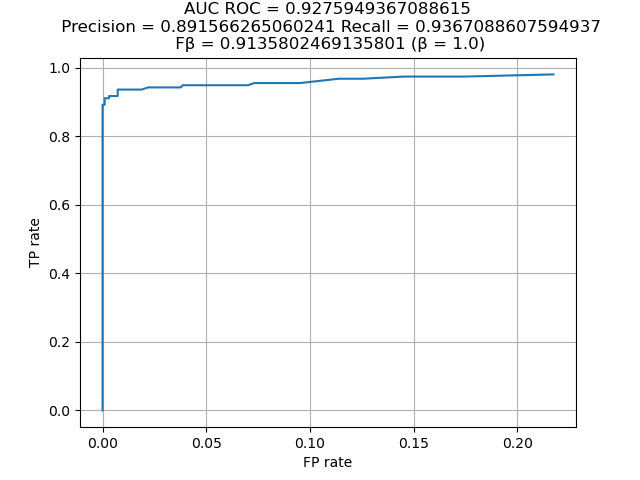 AUC ROC = 0.9275949367088615
Precision = 0.891566265060241 Recall = 0.9367088607594937
Fβ = 0.9135802469135801 (β = 1.0)
1.0
0.8
0.6
0.4
0.2
0.0
TP rate
0.00 0.05 0.10 0.15 0.20
FP rate